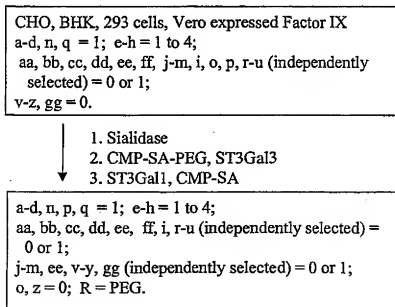 CHO, BHK, 293 cells, Vero expressed Factor IX
a-d, n, q = 1;  e-h = 1 to 4;
aa, bb, cc, dd, ee, ff, j-m, i, o, p, r-u (independently
selected) = 0 or 1;
v-z, gg = 0.
1. Sialidase
2. CMP-SA-PEG, ST3Gal3
3. ST3Gal1, CMP-SA
a-d, n, p, q = 1;  e-h = 1 to 4;
aa, bb, cc, dd, ee,  ff, i, r-u (independently selected) =
0 or 1;
j-m, ee, v-y, gg (independently selected) = 0 or 1;
o, z = 0;  R = PEG.